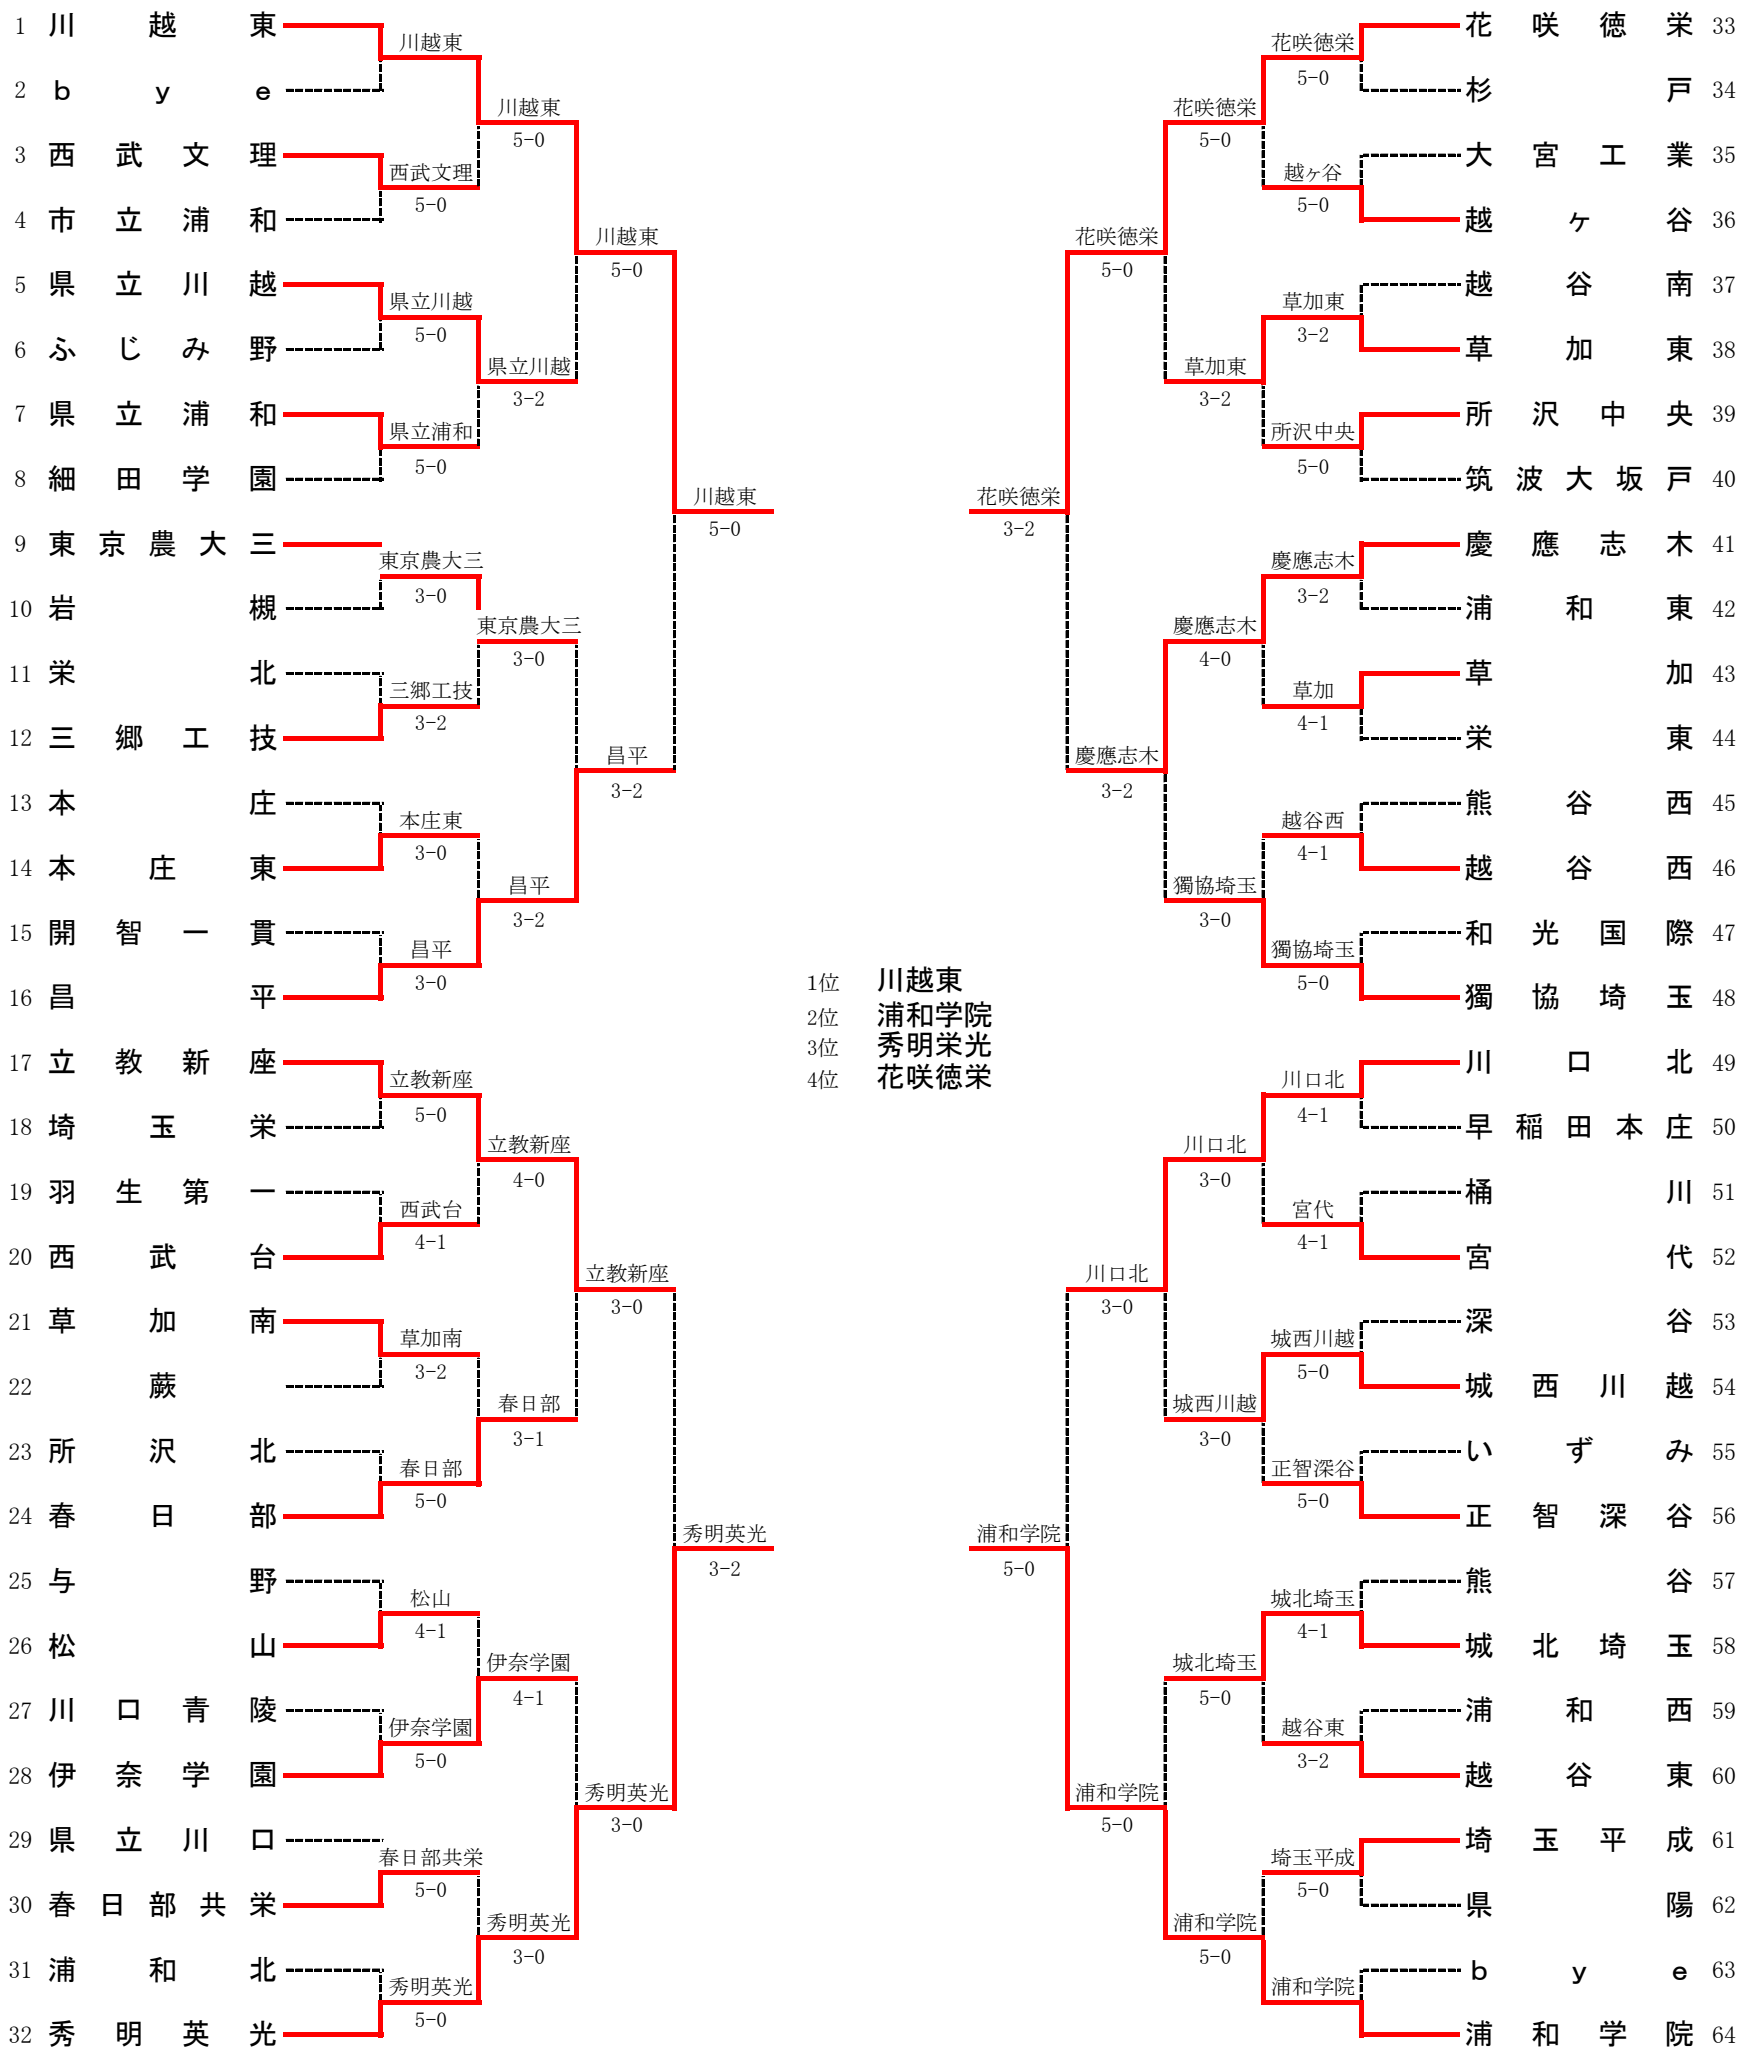 1 川越東
2 ｂｙｅ
3 西武文理
4 市立浦和
5 県立川越
6 ふじみ野
7 県立浦和
8 細田学園
9 東京農大三
10 岩槻
11 栄北
12 三郷工技
13 本庄
14 本庄東
15 開智一貫
16 昌平
17 立教新座
18 埼玉栄
19 羽生第一
20 西武台
21 草加南
22 蕨
23 所沢北
24 春日部
25 与野
26 松山
27 川口青陵
28 伊奈学園
29 県立川口
30 春日部共栄
31 浦和北
32 秀明英光
川越東
西武文理
5-0
県立川越
5-0
県立浦和
5-0
東京農大三
3-0
三郷工技
3-2
本庄東
3-0
昌平
3-0
立教新座
5-0
西武台
4-1
草加南
3-2
春日部
5-0
松山
4-1
伊奈学園
5-0
春日部共栄
5-0
秀明英光
5-0
川越東
5-0
県立川越
3-2
東京農大三
3-0
昌平
3-2
立教新座
4-0
春日部
3-1
伊奈学園
4-1
秀明英光
3-0
川越東
5-0
昌平
3-2
立教新座
3-0
秀明英光
3-0
川越東
5-0
秀明英光
3-2
1位 川越東
2位 浦和学院
3位 秀明栄光
4位 花咲徳栄
花咲徳栄
3-2
浦和学院
5-0
花咲徳栄
5-0
慶應志木
3-2
川口北
3-0
浦和学院
5-0
花咲徳栄
5-0
草加東
3-2
慶應志木
4-0
獨協埼玉
3-0
川口北
3-0
城西川越
3-0
城北埼玉
5-0
浦和学院
5-0
花咲徳栄
5-0
越ヶ谷
5-0
草加東
3-2
所沢中央
5-0
慶應志木
3-2
草加
4-1
越谷西
4-1
獨協埼玉
5-0
川口北
4-1
宮代
4-1
城西川越
5-0
正智深谷
5-0
城北埼玉
4-1
越谷東
3-2
埼玉平成
5-0
浦和学院
花咲徳栄 33
杉戸 34
大宮工業 35
越ヶ谷 36
越谷南 37
草加東 38
所沢中央 39
筑波大坂戸 40
慶應志木 41
浦和東 42
草加 43
栄東 44
熊谷西 45
越谷西 46
和光国際 47
獨協埼玉 48
川口北 49
早稲田本庄 50
桶川 51
宮代 52
深谷 53
城西川越 54
いずみ 55
正智深谷 56
熊谷 57
城北埼玉 58
浦和西 59
越谷東 60
埼玉平成 61
県陽 62
ｂｙｅ 63
浦和学院 64